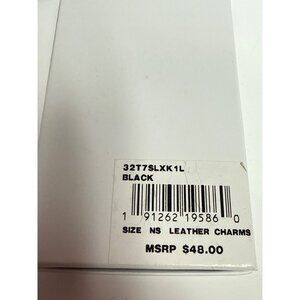 32T7SLXK1L
BLACK
1 91262 19586 0
SIZE NS LEATHER CHARMS
MSRP $48.00